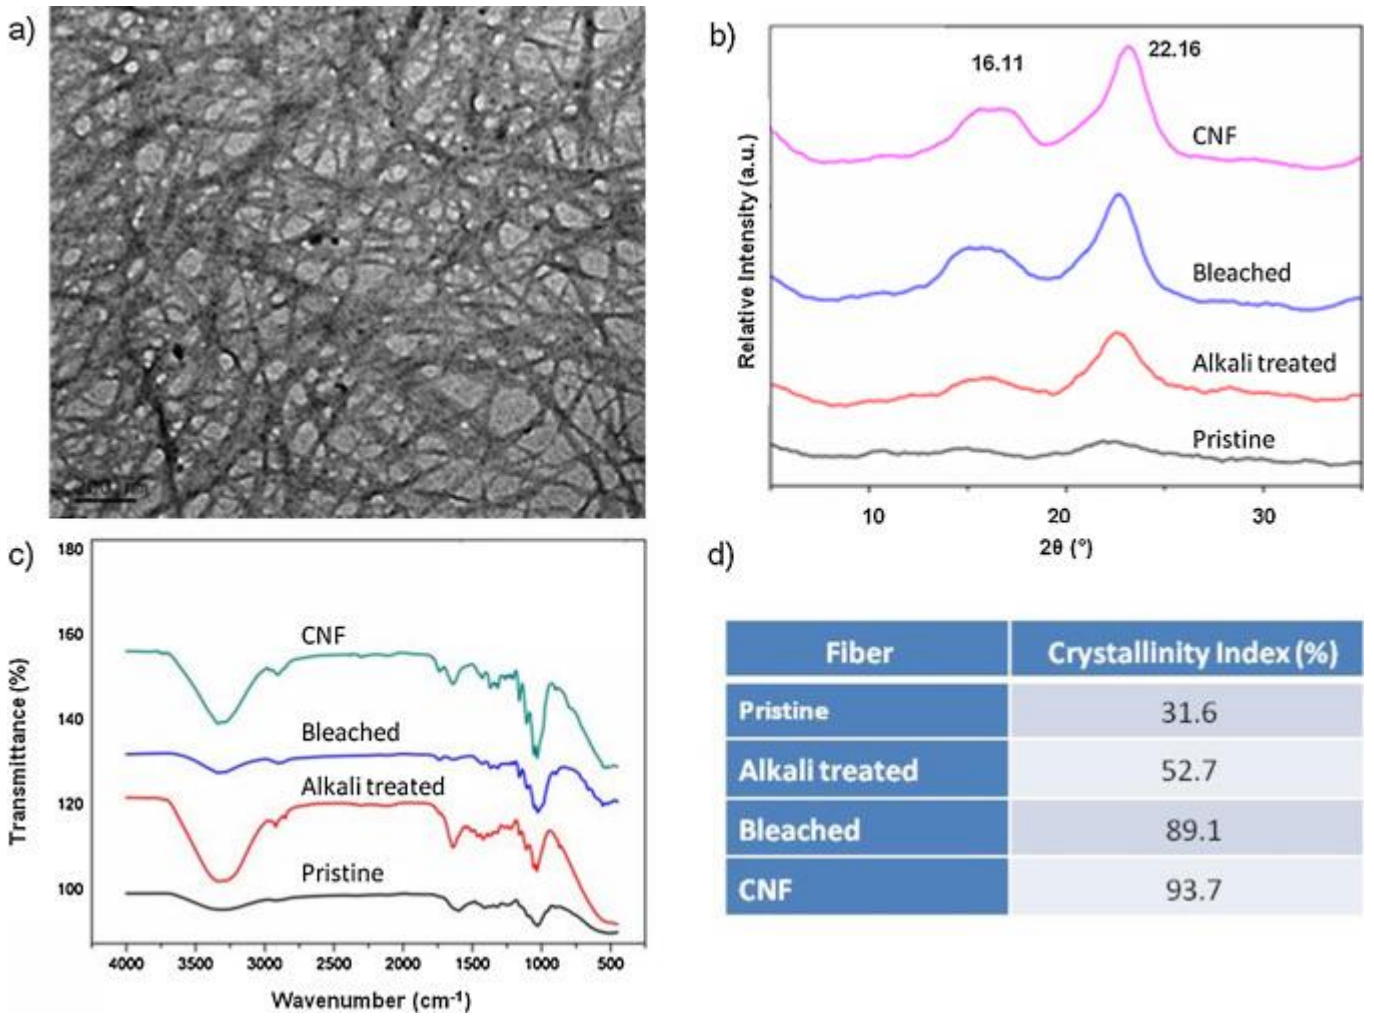 a)
b)
16.11
22.16
CNF
Bleached
Alkali treated
Pristine
Relative Intensity (a.u.)
10
20
30
2θ (°)
c)
180
160
140
120
100
Transmittance (%)
CNF
Bleached
Alkali treated
Pristine
4000 3500 3000 2500 2000 1500 1000 500
Wavenumber (cm⁻¹)
d)
Fiber Crystallinity Index (%)
Pristine 31.6
Alkali treated 52.7
Bleached 89.1
CNF 93.7